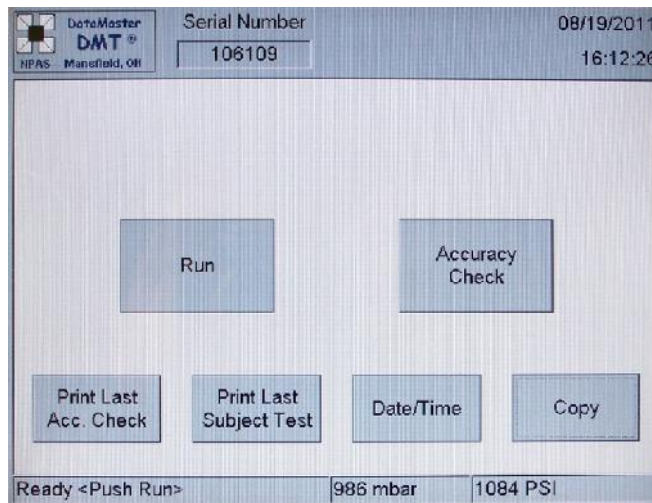 DataMaster
DMT ®
NPAS Mansfield, OH
Serial Number
106109
08/19/2011
16:12:26
Run
Accuracy
Check
Print Last
Acc. Check
Print Last
Subject Test
Date/Time
Copy
Ready <Push Run>
986 mbar
1084 PSI